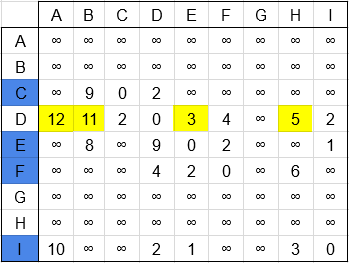 A B C D E F G H I
A ∞ ∞ ∞ ∞ ∞ ∞ ∞ ∞ ∞
B ∞ ∞ ∞ ∞ ∞ ∞ ∞ ∞ ∞
C ∞ 9 0 2 ∞ ∞ ∞ ∞ ∞
D 12 11 2 0 3 4 ∞ 5 2
E ∞ 8 ∞ 9 0 2 ∞ ∞ 1
F ∞ ∞ ∞ 4 2 0 ∞ 6 ∞
G ∞ ∞ ∞ ∞ ∞ ∞ ∞ ∞ ∞
H ∞ ∞ ∞ ∞ ∞ ∞ ∞ ∞ ∞
I 10 ∞ ∞ 2 1 ∞ ∞ 3 0